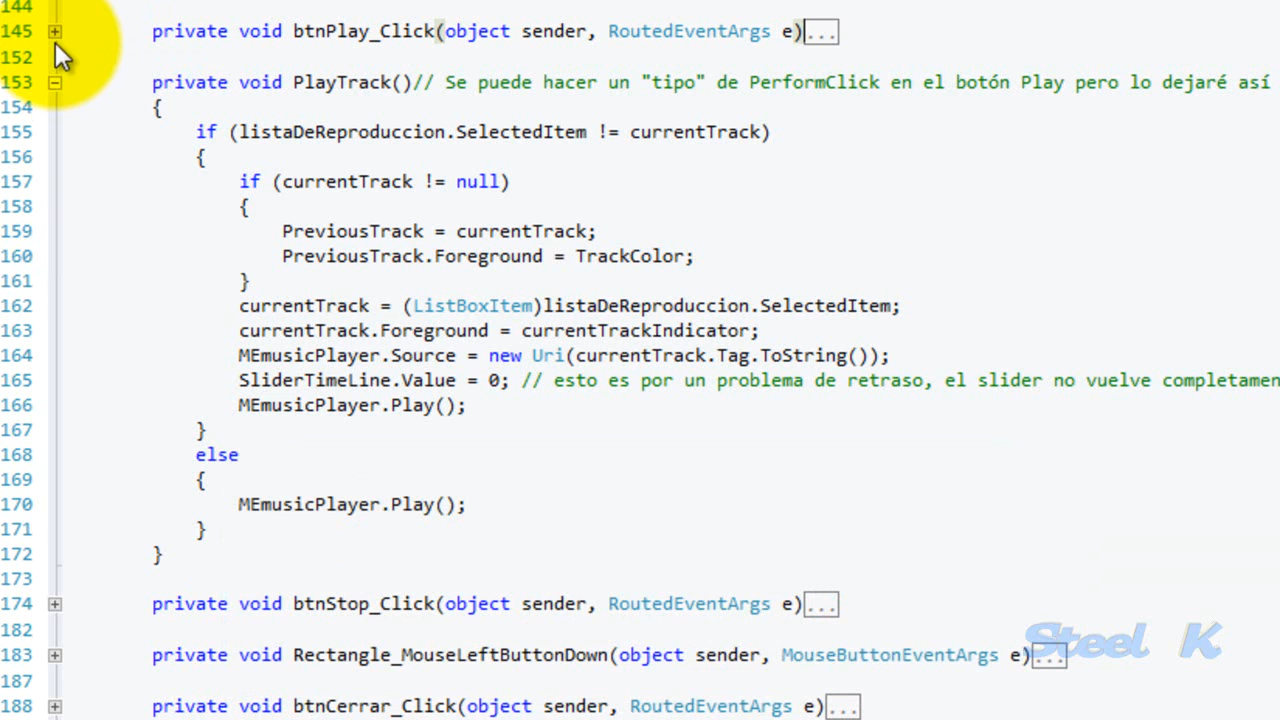 144
145 private void btnPlay_Click(object sender, RoutedEventArgs e)...
152
153 private void PlayTrack()// Se puede hacer un "tipo" de PerformClick en el botón Play pero lo dejaré así
154 {
155 if (listaDeReproduccion.SelectedItem != currentTrack)
156 {
157 if (currentTrack != null)
158 {
159 PreviousTrack = currentTrack;
160 PreviousTrack.Foreground = TrackColor;
161 }
162 currentTrack = (ListBoxItem)listaDeReproduccion.SelectedItem;
163 currentTrack.Foreground = currentTrackIndicator;
164 MEmusicPlayer.Source = new Uri(currentTrack.Tag.ToString());
165 SliderTimeLine.Value = 0; // esto es por un problema de retraso, el slider no vuelve completamen
166 MEmusicPlayer.Play();
167 }
168 else
169 {
170 MEmusicPlayer.Play();
171 }
172 }
173
174 private void btnStop_Click(object sender, RoutedEventArgs e)...
182
183 private void Rectangle_MouseLeftButtonDown(object sender, MouseButtonEventArgs e)...
187
188 private void btnCerrar_Click(object sender, RoutedEventArgs e)...
Steel K